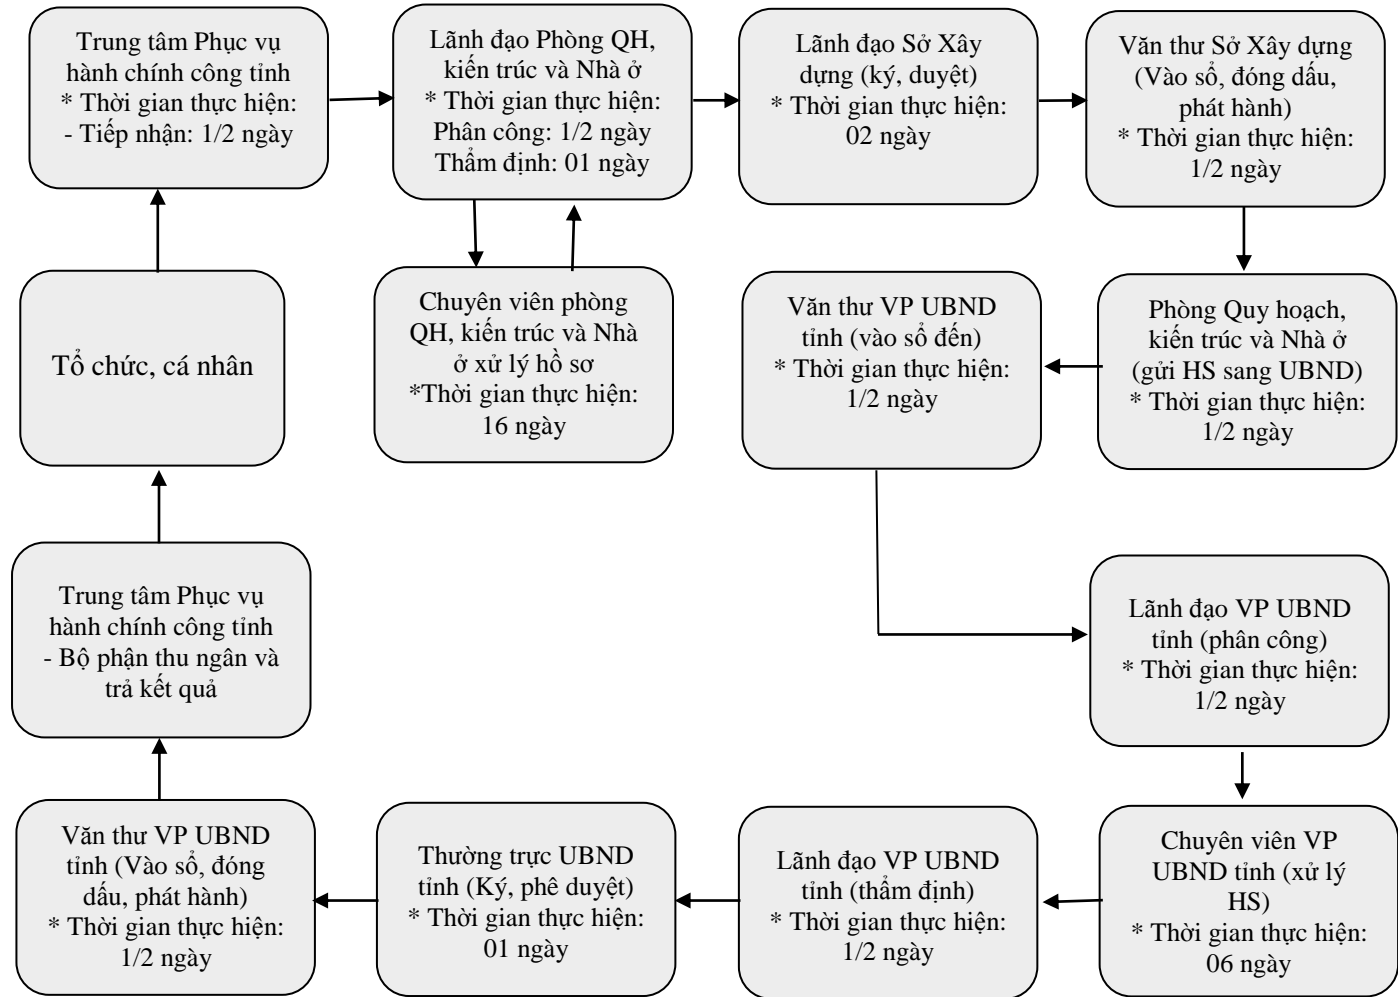 Trung tâm Phục vụ
hành chính công tỉnh
* Thời gian thực hiện:
- Tiếp nhận: 1/2 ngày
Lãnh đạo Phòng QH,
kiến trúc và Nhà ở
* Thời gian thực hiện:
Phân công: 1/2 ngày
Thẩm định: 01 ngày
Lãnh đạo Sở Xây
dựng (ký, duyệt)
* Thời gian thực hiện:
02 ngày
Văn thư Sở Xây dựng
(Vào sổ, đóng dấu,
phát hành)
* Thời gian thực hiện:
1/2 ngày
Tổ chức, cá nhân
Chuyên viên phòng
QH, kiến trúc và Nhà
ở xử lý hồ sơ
*Thời gian thực hiện:
16 ngày
Văn thư VP UBND
tỉnh (vào sổ đến)
* Thời gian thực hiện:
1/2 ngày
Phòng Quy hoạch,
kiến trúc và Nhà ở
(gửi HS sang UBND)
* Thời gian thực hiện:
1/2 ngày
Trung tâm Phục vụ
hành chính công tỉnh
- Bộ phận thu ngân và
trả kết quả
Lãnh đạo VP UBND
tỉnh (phân công)
* Thời gian thực hiện:
1/2 ngày
Văn thư VP UBND
tỉnh (Vào sổ, đóng
dấu, phát hành)
* Thời gian thực hiện:
1/2 ngày
Thường trực UBND
tỉnh (Ký, phê duyệt)
* Thời gian thực hiện:
01 ngày
Lãnh đạo VP UBND
tỉnh (thẩm định)
* Thời gian thực hiện:
1/2 ngày
Chuyên viên VP
UBND tỉnh (xử lý
HS)
* Thời gian thực hiện:
06 ngày